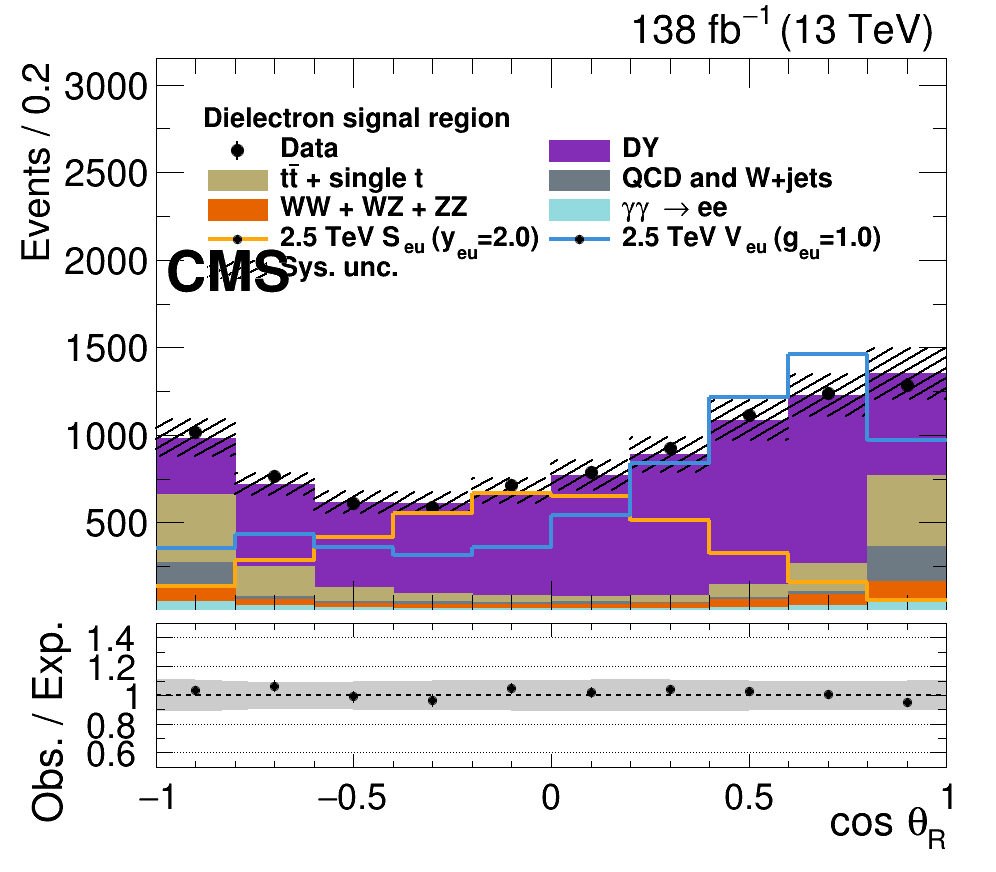 138 fb⁻¹ (13 TeV)
Events / 0.2
3000
2500
2000
1500
1000
500
Dielectron signal region
Data
DY
tt̄ + single t
QCD and W+jets
WW + WZ + ZZ
γγ → ee
2.5 TeV S_eu (y_eu=2.0)
2.5 TeV V_eu (g_eu=1.0)
Sys. unc.
CMS
Obs. / Exp.
1.4
1.2
1
0.8
0.6
−1 −0.5 0 0.5 1
cos θ_R